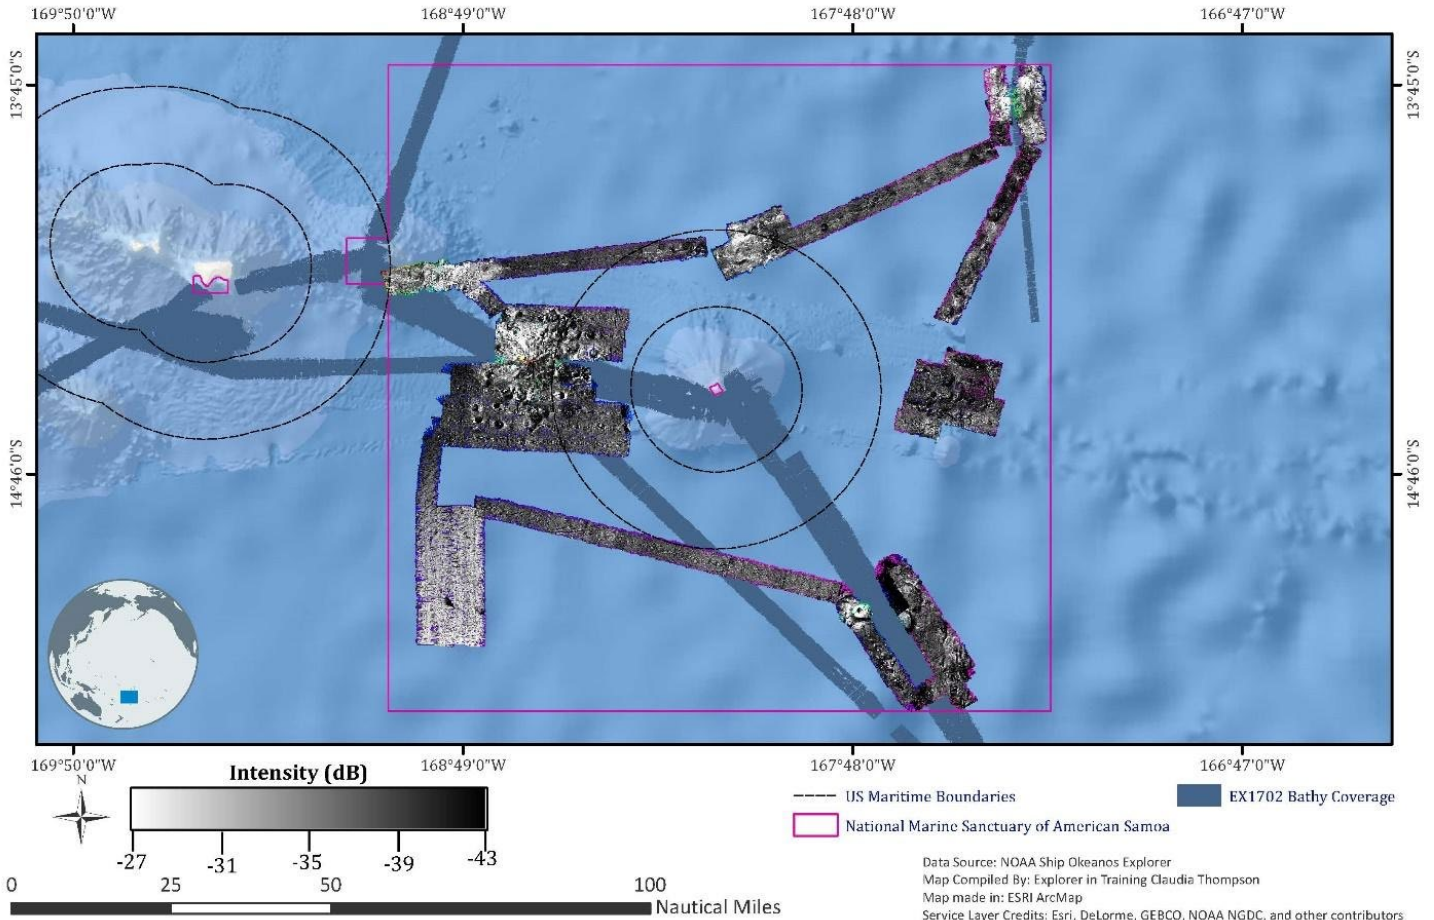 169°50'0"W 168°49'0"W 167°48'0"W 166°47'0"W
13°45'0"S 13°45'0"S
14°46'0"S 14°46'0"S
169°50'0"W 168°49'0"W 167°48'0"W 166°47'0"W
N
Intensity (dB)
-27 -31 -35 -39 -43
0 25 50 100
Nautical Miles
US Maritime Boundaries
EX1702 Bathy Coverage
National Marine Sanctuary of American Samoa
Data Source: NOAA Ship Okeanos Explorer
Map Compiled By: Explorer in Training Claudia Thompson
Map made in: ESRI ArcMap
Service Layer Credits: Esri, DeLorme, GEBCO, NOAA NGDC, and other contributors